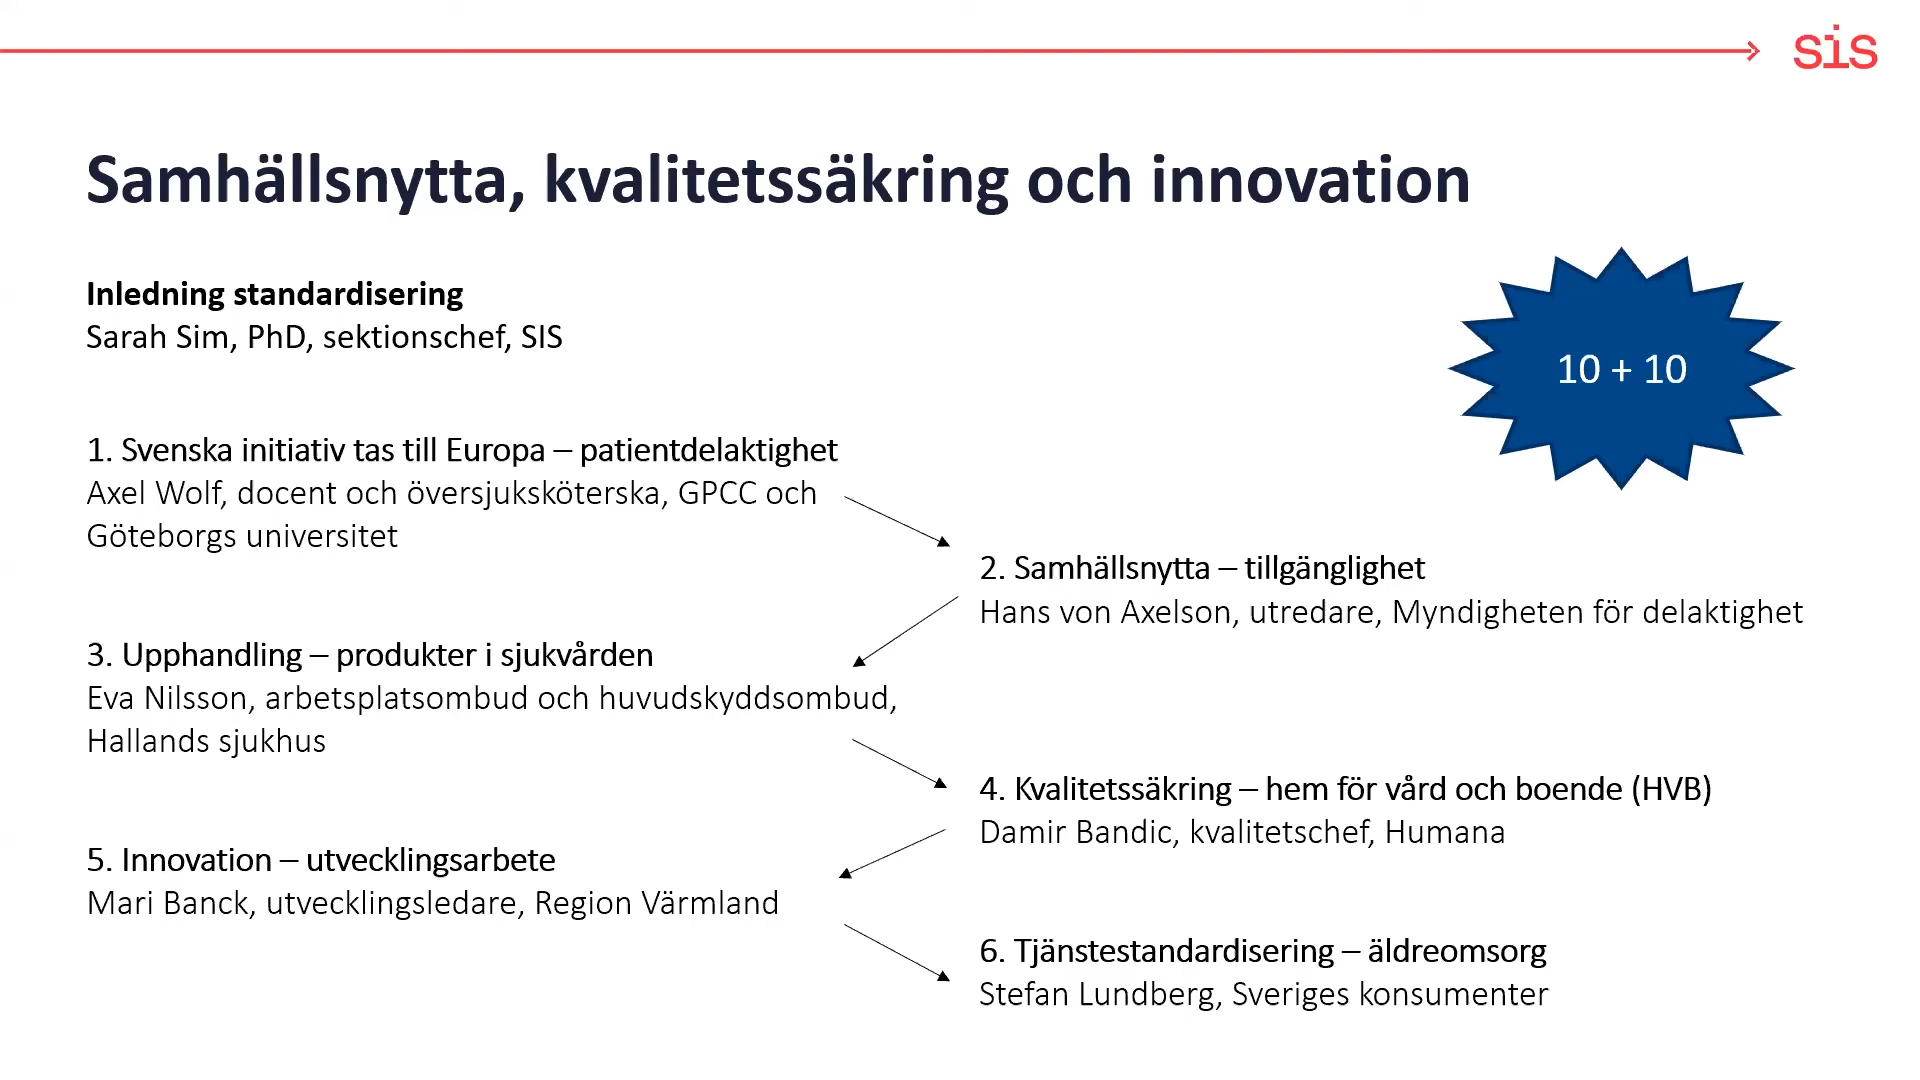 sis
Samhällsnytta, kvalitetssäkring och innovation
Inledning standardisering
Sarah Sim, PhD, sektionschef, SIS
10 + 10
1. Svenska initiativ tas till Europa – patientdelaktighet
Axel Wolf, docent och översjuksköterska, GPCC och
Göteborgs universitet
2. Samhällsnytta – tillgänglighet
Hans von Axelson, utredare, Myndigheten för delaktighet
3. Upphandling – produkter i sjukvården
Eva Nilsson, arbetsplatsombud och huvudskyddsombud,
Hallands sjukhus
4. Kvalitetssäkring – hem för vård och boende (HVB)
Damir Bandic, kvalitetschef, Humana
5. Innovation – utvecklingsarbete
Mari Banck, utvecklingsledare, Region Värmland
6. Tjänstestandardisering – äldreomsorg
Stefan Lundberg, Sveriges konsumenter